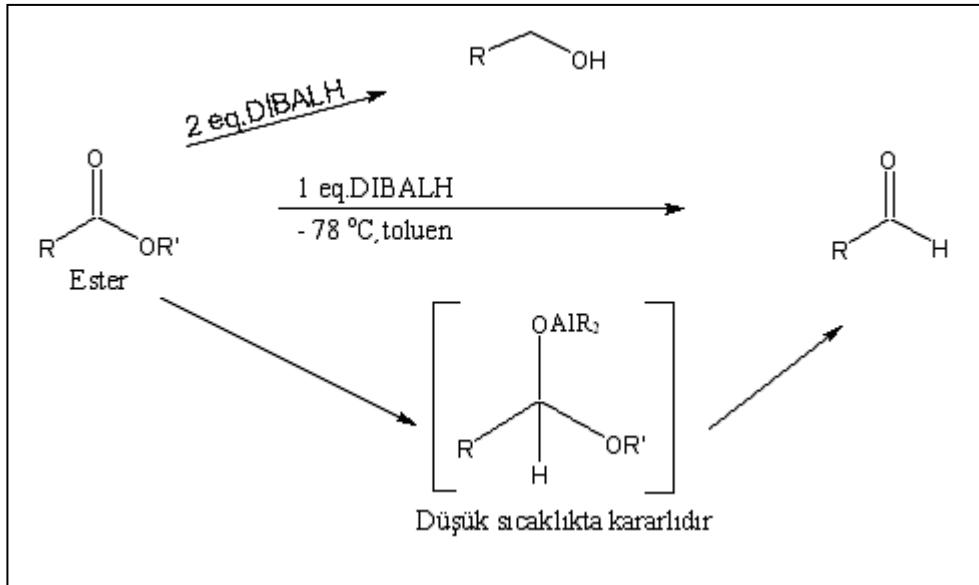 R
OH
2 eq.DİBALH
O
R
OR'
Ester
1 eq.DIBALH
- 78 °C,toluen
O
R
H
OAlR₂
R
OR'
H
Düşük sıcaklıkta kararlıdır